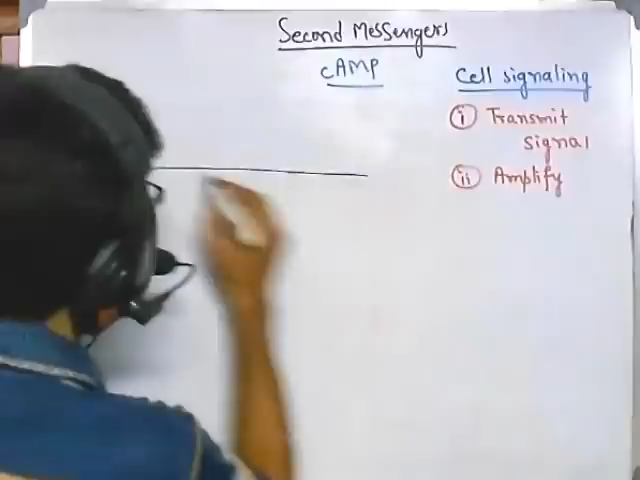 Second Messengers
cAMP
Cell signaling
(i) Transmit
signal
(ii) Amplify